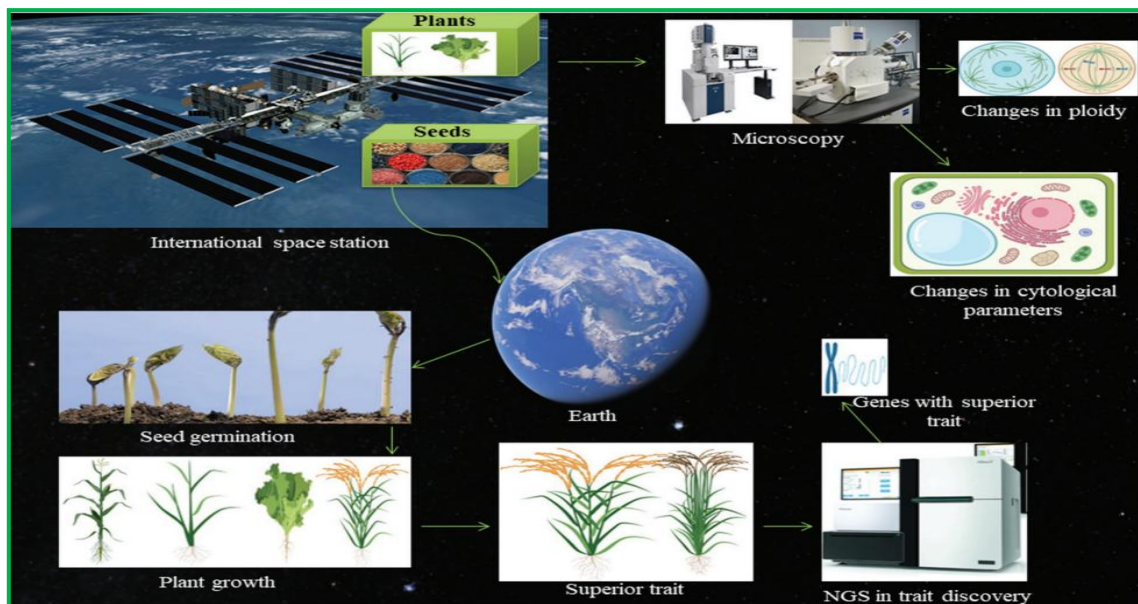 Plants
Seeds
International space station
Microscopy
Changes in ploidy
Changes in cytological
parameters
Earth
Seed germination
Plant growth
Superior trait
Genes with superior
trait
NGS in trait discovery